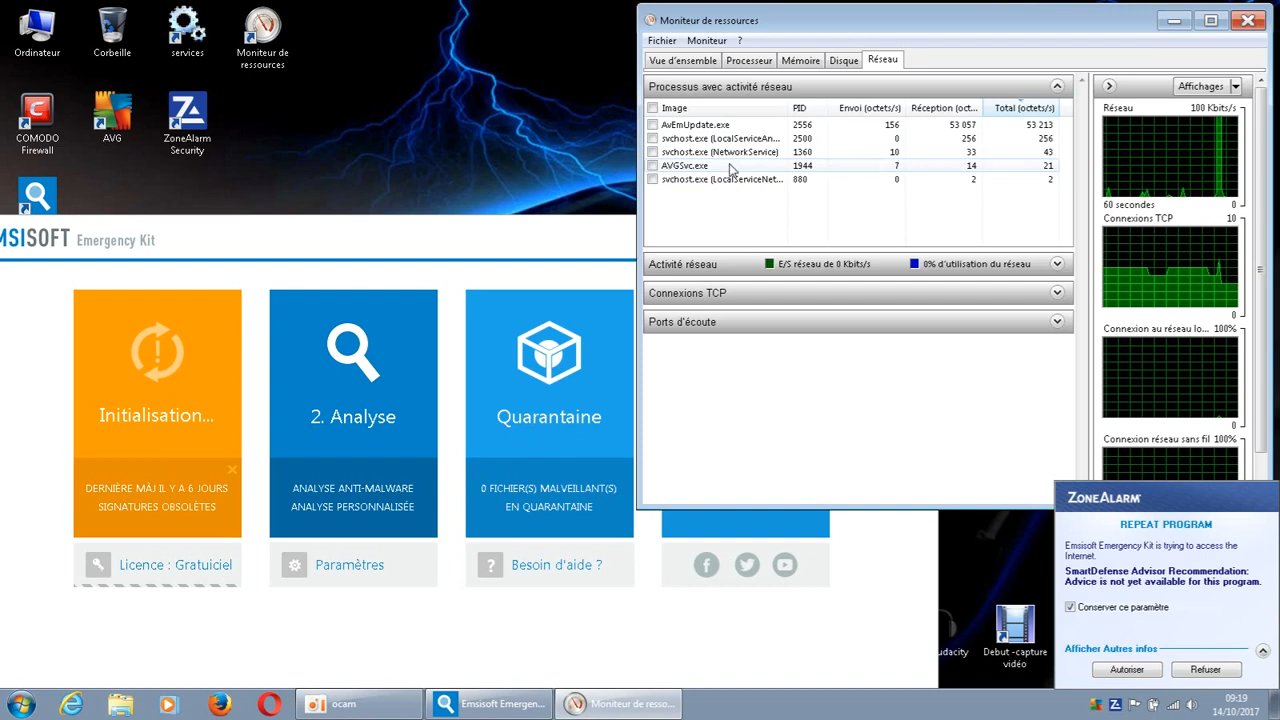 Ordinateur
Corbeille
services
Moniteur de
ressources
COMODO
Firewall
AVG
ZoneAlarm
Security
MSISOFT Emergency Kit
Initialisation...
DERNIÈRE MÀJ IL Y A 6 JOURS
SIGNATURES OBSOLÈTES
Licence : Gratuiciel
2. Analyse
ANALYSE ANTI-MALWARE
ANALYSE PERSONNALISÉE
Paramètres
Quarantaine
0 FICHIER(S) MALVEILLANT(S)
EN QUARANTAINE
Besoin d'aide ?
Moniteur de ressources
Fichier Moniteur ?
Vue d'ensemble Processeur Mémoire Disque Réseau
Processus avec activité réseau
Image PID Envoi (octets/s) Réception (oct... Total (octets/s)
AvEmUpdate.exe 2556 156 53 057 53 213
svchost.exe (LocalServiceAn... 2500 0 256 256
svchost.exe (NetworkService) 1360 10 33 43
AVGSvc.exe 1944 7 14 21
svchost.exe (LocalServiceNet... 880 0 2 2
Activité réseau E/S réseau de 0 Kbits/s 0% d'utilisation du réseau
Connexions TCP
Ports d'écoute
Affichages
Réseau 100 Kbits/s
60 secondes 0
Connexions TCP 10
0
Connexion au réseau lo... 100%
0
Connexion réseau sans fil 100%
ZONEALARM
REPEAT PROGRAM
Emsisoft Emergency Kit is trying to access the
Internet.
SmartDefense Advisor Recommendation:
Advice is not yet available for this program.
Conserver ce paramètre
Afficher Autres infos
Autoriser Refuser
udacity
Debut -capture
vidéo
ocam
Emsisoft Emergen...
Moniteur de resso...
09:19
14/10/2017